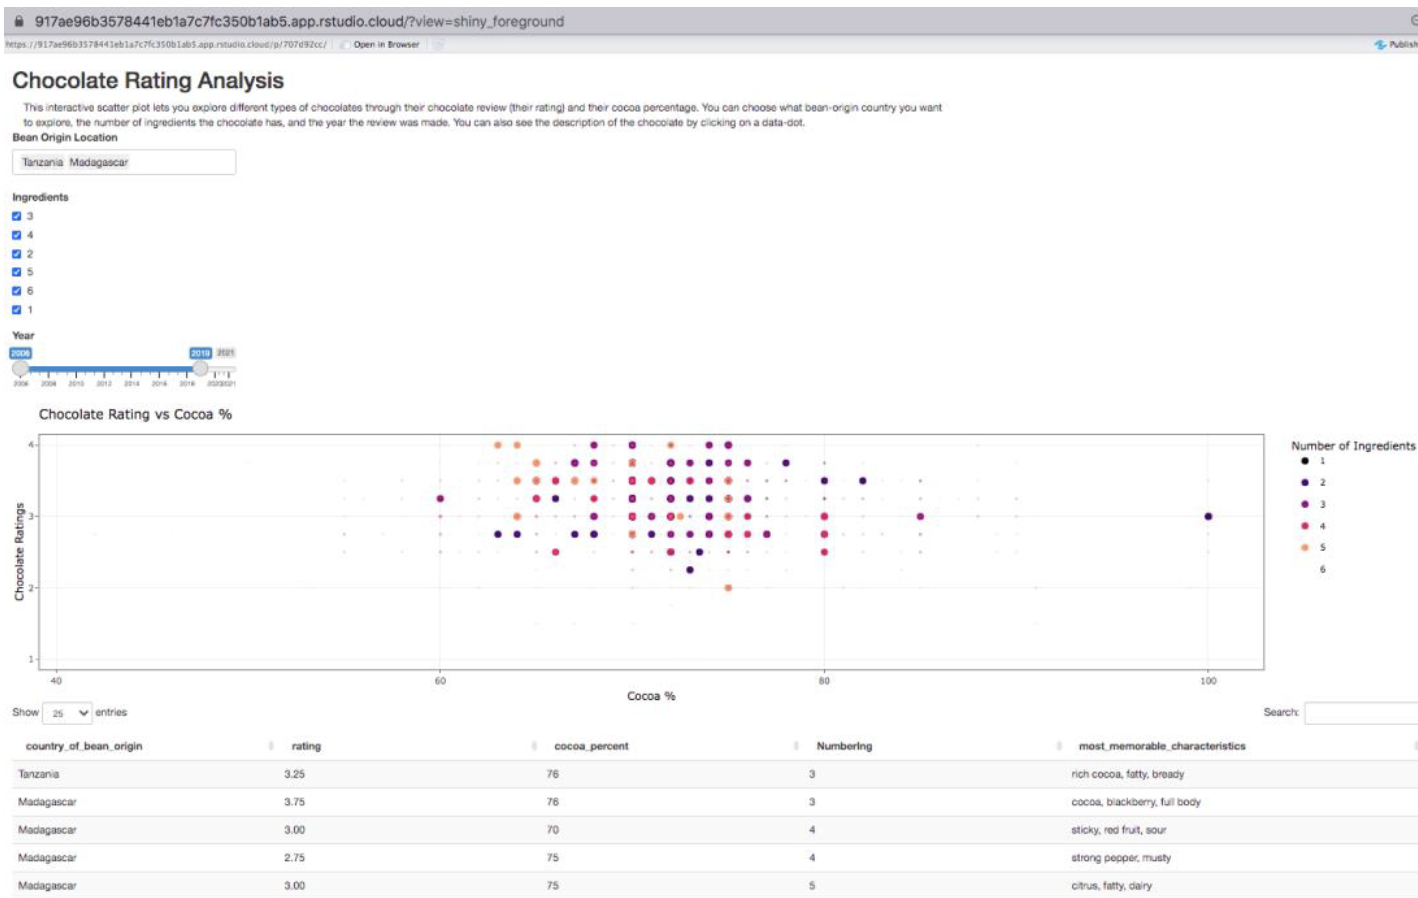 917ae96b3578441eb1a7c7fc350b1ab5.app.rstudio.cloud/?view=shiny_foreground
https://917ae96b3578441eb1a7c7fc350b1ab5.app.rstudio.cloud/p/707d92cc/ Open in Browser Publish
Chocolate Rating Analysis
This interactive scatter plot lets you explore different types of chocolates through their chocolate review (their rating) and their cocoa percentage. You can choose what bean-origin country you want
to explore, the number of ingredients the chocolate has, and the year the review was made. You can also see the description of the chocolate by clicking on a data-dot.
Bean Origin Location
Tanzania Madagascar
Ingredients
3
4
2
5
6
1
Year
2006 2019 2021
2006 2008 2010 2012 2014 2016 2018 20202021
Chocolate Rating vs Cocoa %
Chocolate Ratings
4
3
2
1
40 60 80 100
Cocoa %
Number of Ingredients
1
2
3
4
5
6
Show 25 entries Search:
country_of_bean_origin rating cocoa_percent NumberIng most_memorable_characteristics
Tanzania 3.25 76 3 rich cocoa, fatty, bready
Madagascar 3.75 76 3 cocoa, blackberry, full body
Madagascar 3.00 70 4 sticky, red fruit, sour
Madagascar 2.75 75 4 strong pepper, musty
Madagascar 3.00 75 5 citrus, fatty, dairy